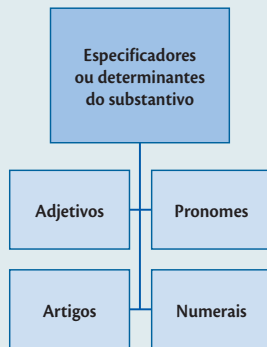 Especificadores
ou determinantes
do substantivo
Adjetivos
Pronomes
Artigos
Numerais